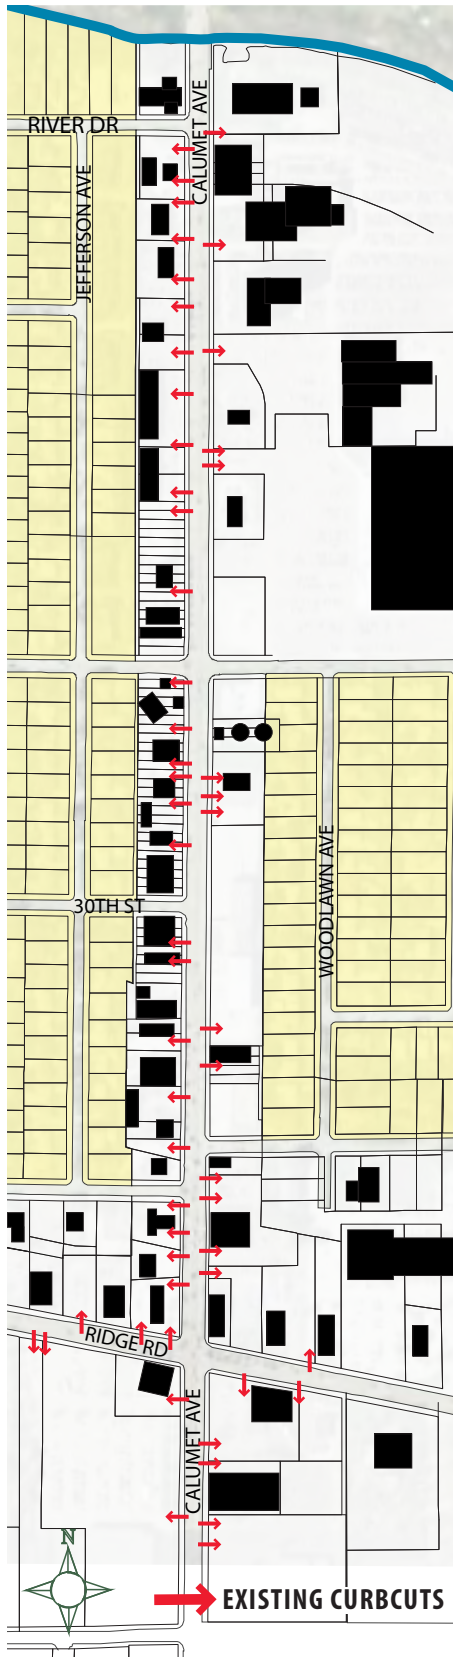 CALUMET AVE
RIVER DR
JEFFERSON AVE
WOODLAWN AVE
30TH ST
RIDGE RD
CALUMET AVE
N
EXISTING CURBCUTS